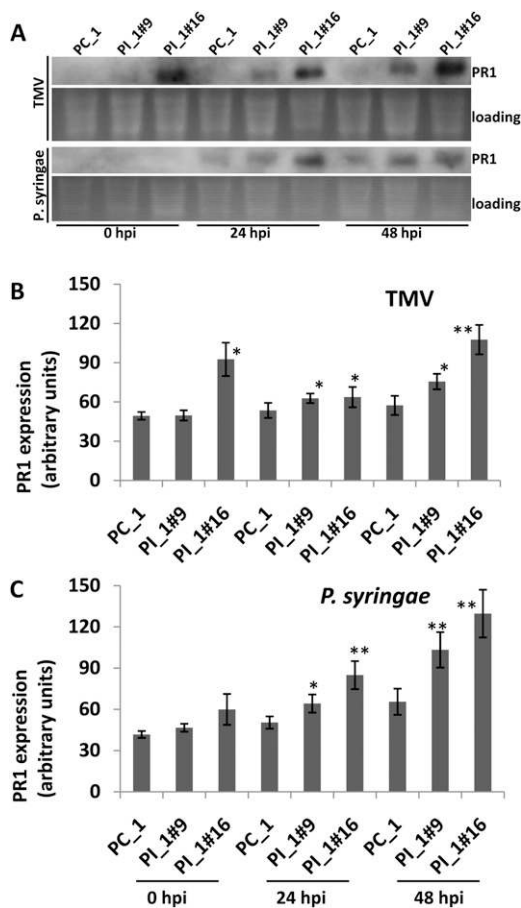 A
PC_1 PI_1#9 PI_1#16 PC_1 PI_1#9 PI_1#16 PC_1 PI_1#9 PI_1#16
TMV
PR1
loading
P. syringae
PR1
loading
0 hpi 24 hpi 48 hpi
B
TMV
PR1 expression
(arbitrary units)
150
120
90
60
30
0
* * * * **
PC_1 PI_1#9 PI_1#16 PC_1 PI_1#9 PI_1#16 PC_1 PI_1#9 PI_1#16
C
P. syringae
PR1 expression
(arbitrary units)
150
120
90
60
30
0
* ** ** **
PC_1 PI_1#9 PI_1#16 PC_1 PI_1#9 PI_1#16 PC_1 PI_1#9 PI_1#16
0 hpi 24 hpi 48 hpi